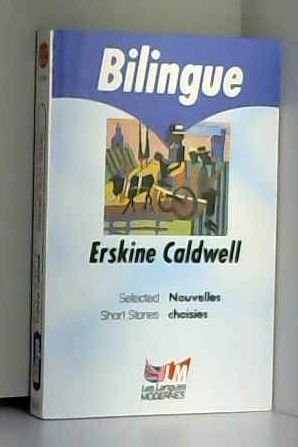 Bilingue
Erskine Caldwell
Selected Nouvelles
Short Stories choisies
LM
Les Langues
MODERNES